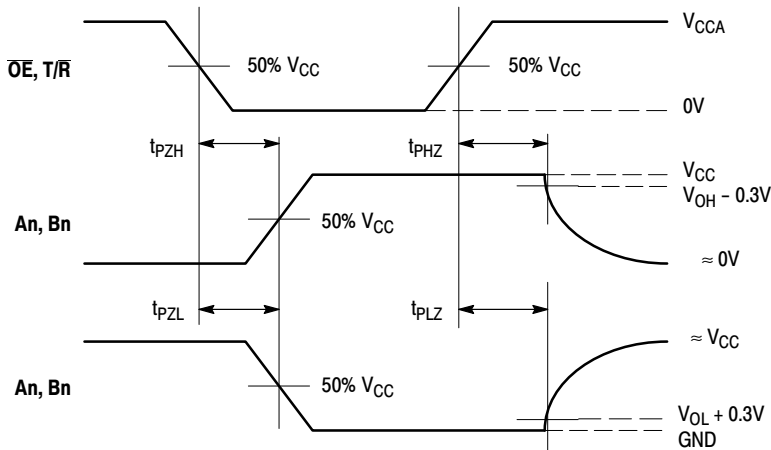 V_CCA
O̅E̅, T/R̅ 50% V_CC 50% V_CC
0V
t_PZH t_PHZ
V_CC
V_OH – 0.3V
An, Bn 50% V_CC
≈ 0V
t_PZL t_PLZ
≈ V_CC
An, Bn 50% V_CC
V_OL + 0.3V
GND